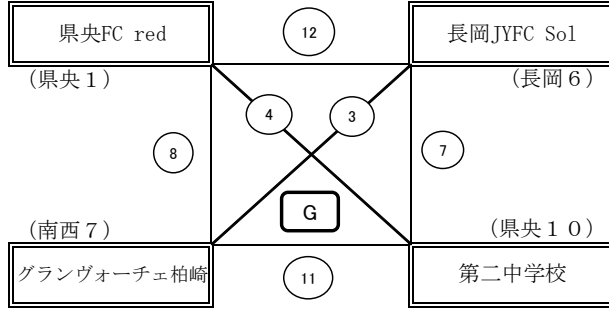 県央FC red
12
長岡JYFC Sol
(県央１)
(長岡６)
4
3
8
7
G
(南西７)
(県央１０)
グランヴォーチェ柏崎
11
第二中学校